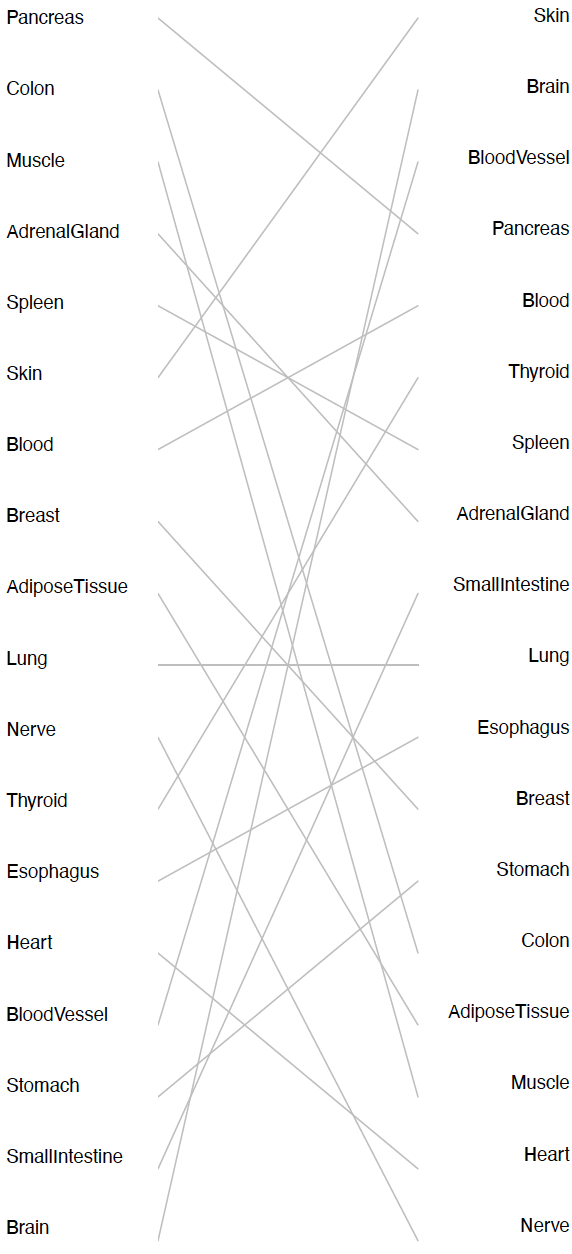 Pancreas
Colon
Muscle
AdrenalGland
Spleen
Skin
Blood
Breast
AdiposeTissue
Lung
Nerve
Thyroid
Esophagus
Heart
BloodVessel
Stomach
SmallIntestine
Brain
Skin
Brain
BloodVessel
Pancreas
Blood
Thyroid
Spleen
AdrenalGland
SmallIntestine
Lung
Esophagus
Breast
Stomach
Colon
AdiposeTissue
Muscle
Heart
Nerve